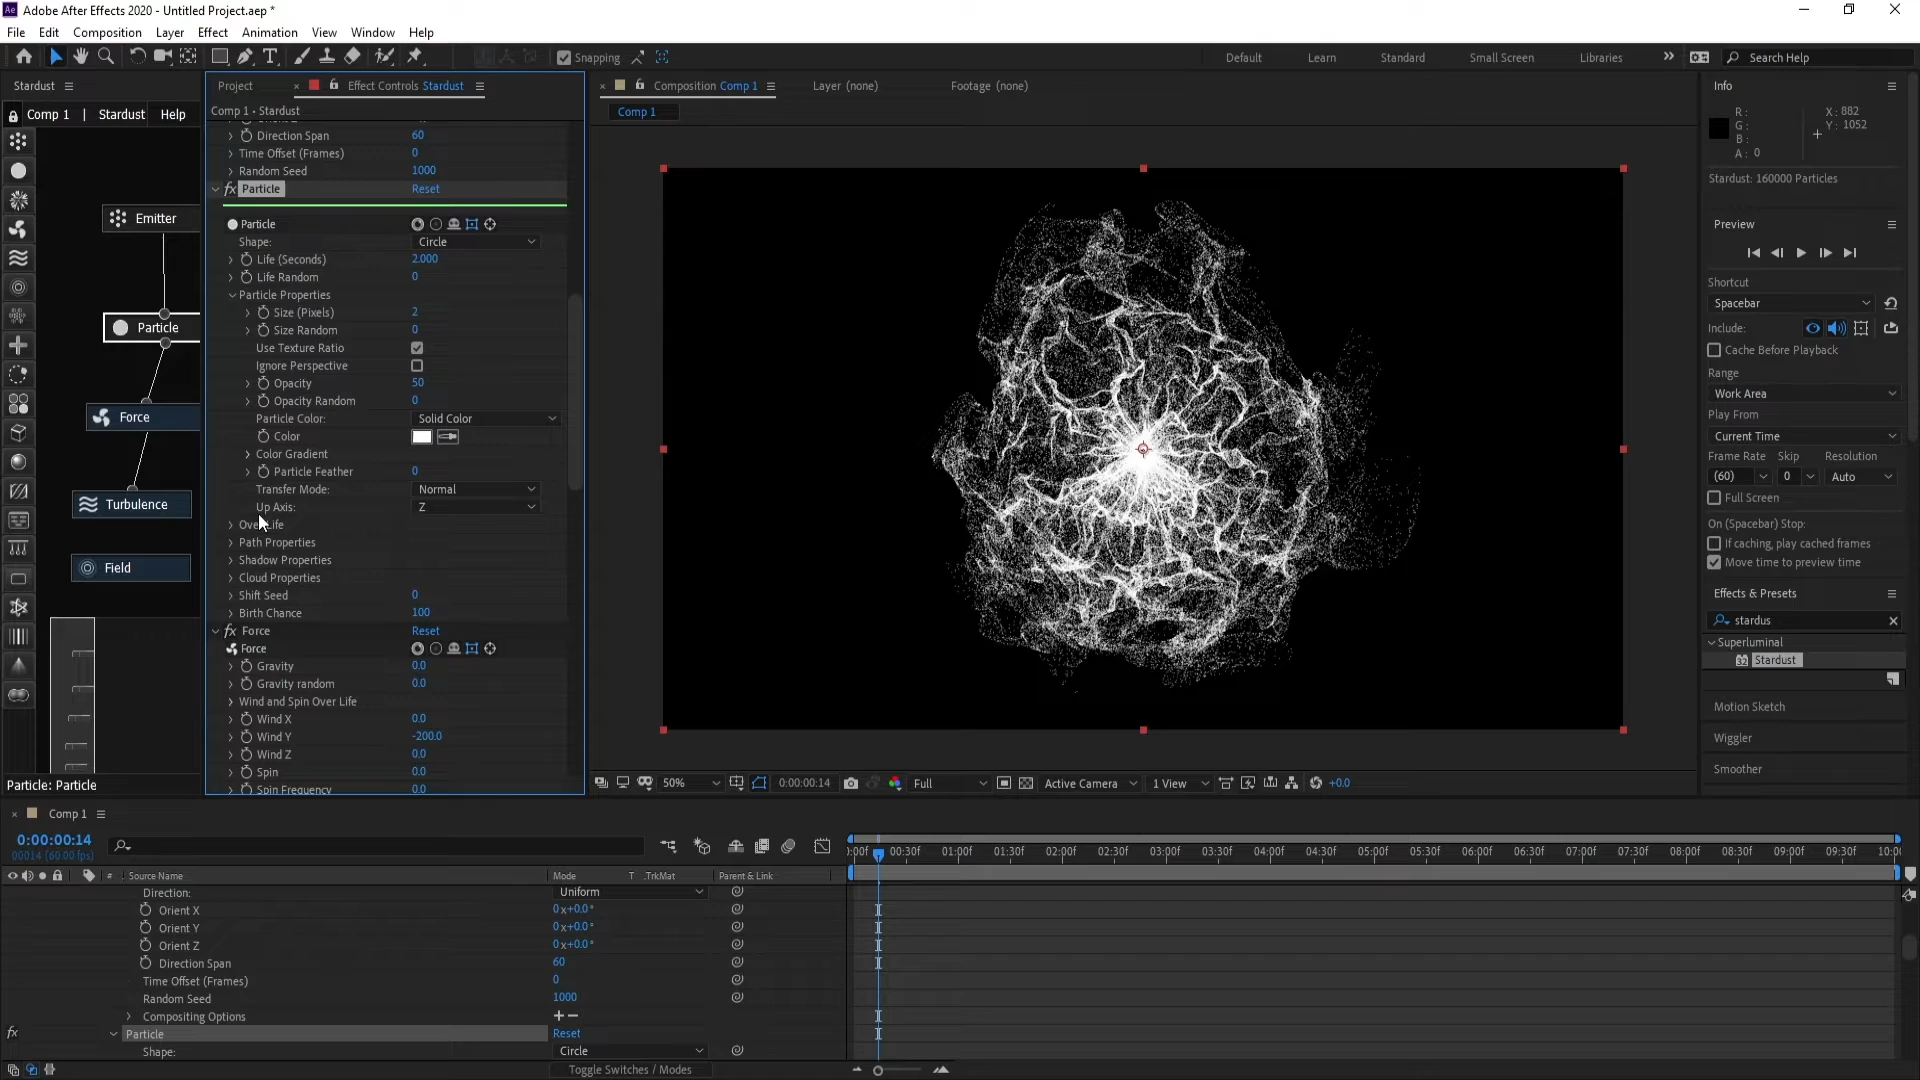 Adobe After Effects 2020 - Untitled Project.aep *
File Edit Composition Layer Effect Animation View Window Help
Snapping Default Learn Standard Small Screen Libraries Search Help
Stardust
Comp 1 | Stardust Help
Emitter
Particle
Force
Turbulence
Field
Particle: Particle
Project Effect Controls Stardust
Comp 1 • Stardust
Direction Span 60
Time Offset (Frames) 0
Random Seed 1000
fx Particle Reset
Particle
Shape: Circle
Life (Seconds) 2.000
Life Random 0
Particle Properties
Size (Pixels) 2
Size Random 0
Use Texture Ratio
Ignore Perspective
Opacity 50
Opacity Random 0
Particle Color: Solid Color
Color
Color Gradient
Particle Feather 0
Transfer Mode: Normal
Up Axis: Z
Over Life
Path Properties
Shadow Properties
Cloud Properties
Shift Seed 0
Birth Chance 100
fx Force Reset
Force
Gravity 0.0
Gravity random 0.0
Wind and Spin Over Life
Wind X 0.0
Wind Y -200.0
Wind Z 0.0
Spin 0.0
Spin Frequency 0.0
Composition Comp 1 Layer (none) Footage (none)
Comp 1
50% 0:00:00:14 Full Active Camera 1 View +0.0
Info
R: X: 882
G: Y: 1052
B:
A: 0
Stardust: 160000 Particles
Preview
Shortcut
Spacebar
Include:
Cache Before Playback
Range
Work Area
Play From
Current Time
Frame Rate Skip Resolution
(60) 0 Auto
Full Screen
On (Spacebar) Stop:
If caching, play cached frames
Move time to preview time
Effects & Presets
stardus
Superluminal
32 Stardust
Motion Sketch
Wiggler
Smoother
Comp 1
0:00:00:14
00014 (60.00 fps)
:00f 00:30f 01:00f 01:30f 02:00f 02:30f 03:00f 03:30f 04:00f 04:30f 05:00f 05:30f 06:00f 06:30f 07:00f 07:30f 08:00f 08:30f 09:00f 09:30f 10:0
# Source Name Mode T .TrkMat Parent & Link
Direction: Uniform
Orient X 0x+0.0°
Orient Y 0x+0.0°
Orient Z 0x+0.0°
Direction Span 60
Time Offset (Frames) 0
Random Seed 1000
Compositing Options +−
fx Particle Reset
Shape: Circle
Toggle Switches / Modes